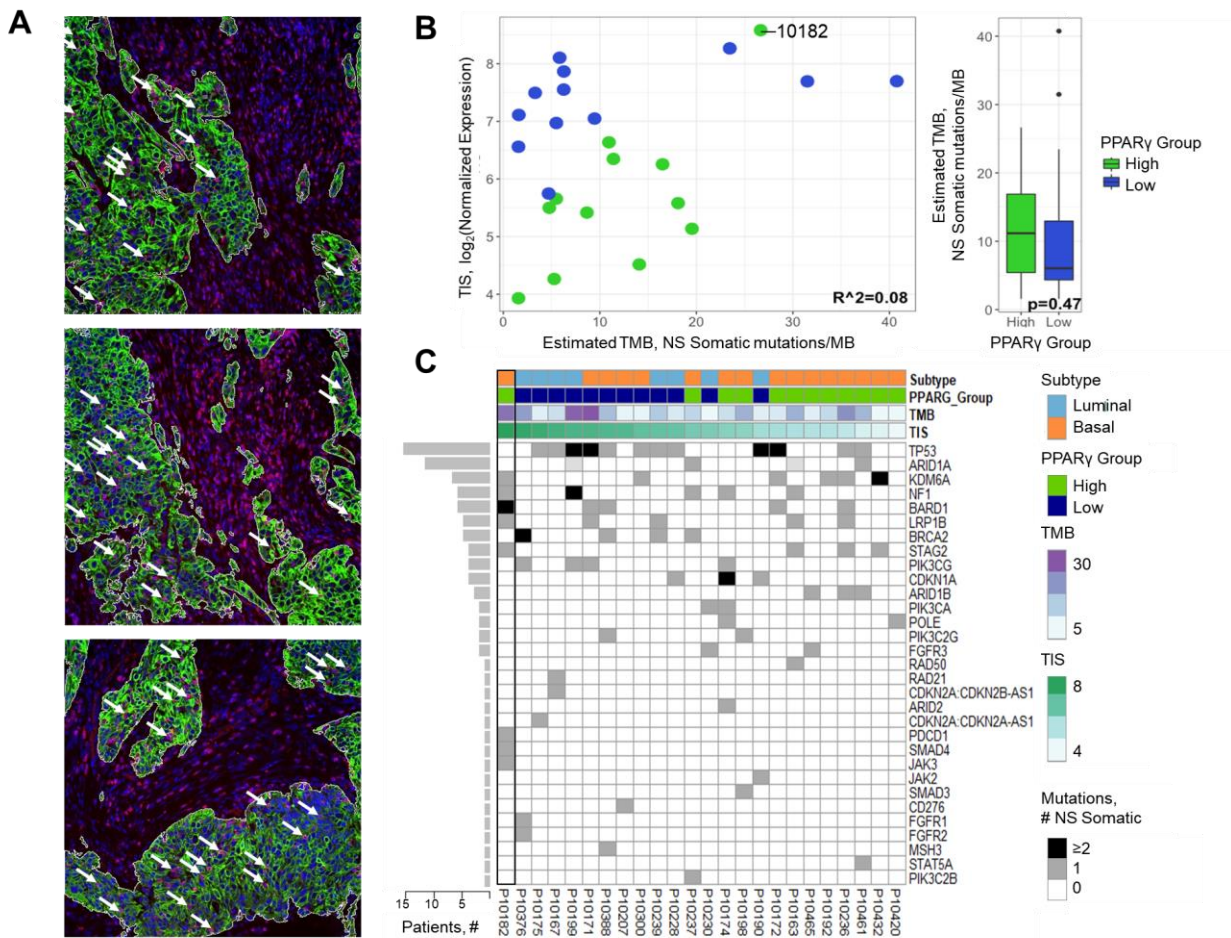 A
B
10182
8
7
6
5
4
TIS, log2(Normalized Expression)
R^2=0.08
0
10
20
30
40
Estimated TMB, NS Somatic mutations/MB
40
30
20
10
0
Estimated TMB,
NS Somatic mutations/MB
p=0.47
High
Low
PPARγ Group
PPARγ Group
High
Low
C
Subtype
PPARG_Group
TMB
TIS
TP53
ARID1A
KDM6A
NF1
BARD1
LRP1B
BRCA2
STAG2
PIK3CG
CDKN1A
ARID1B
PIK3CA
POLE
PIK3C2G
FGFR3
RAD50
RAD21
CDKN2A:CDKN2B-AS1
ARID2
CDKN2A:CDKN2A-AS1
PDCD1
SMAD4
JAK3
JAK2
SMAD3
CD276
FGFR1
FGFR2
MSH3
STAT5A
PIK3C2B
15
0
Patients, #
P10182
P10376
P10175
P10167
P10199
P10171
P10388
P10207
P10300
P10239
P10228
P10237
P10230
P10174
P10198
P10190
P10172
P10163
P10465
P10192
P10236
P10461
P10432
P10420
Subtype
Luminal
Basal
PPARγ Group
High
Low
TMB
30
5
TIS
8
4
Mutations,
# NS Somatic
≥2
1
0